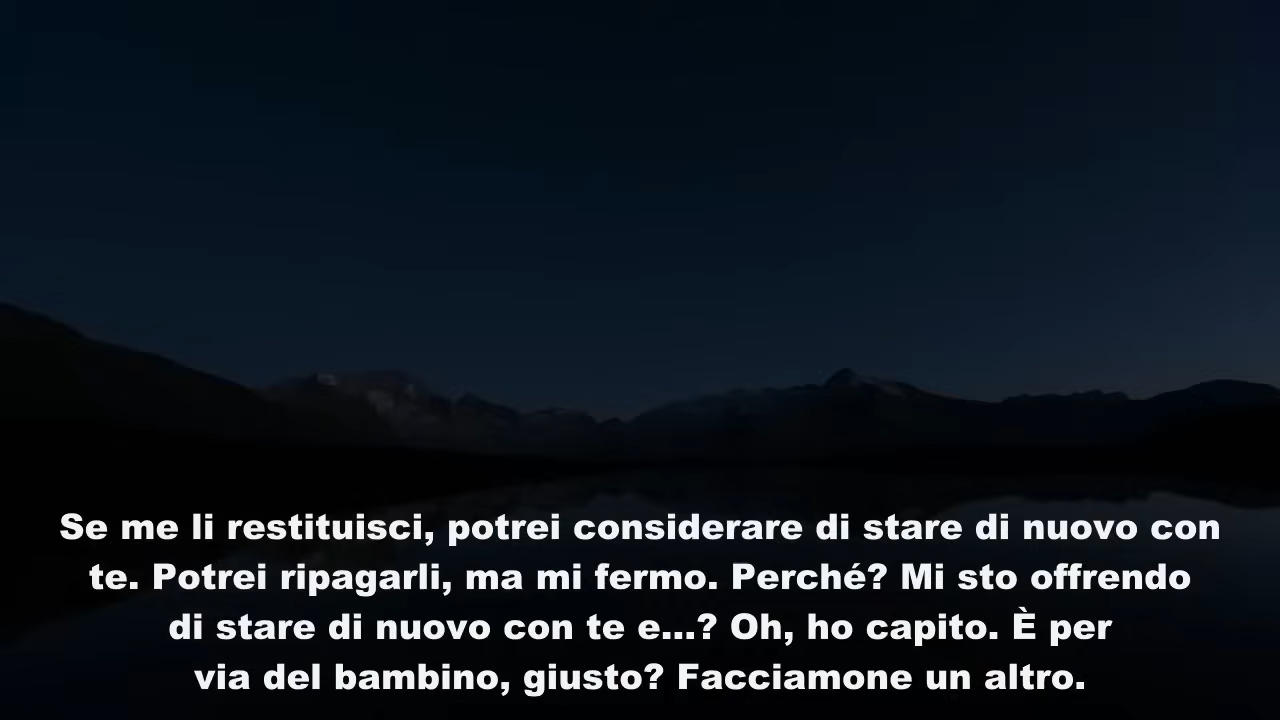 Se me li restituisci, potrei considerare di stare di nuovo con
te. Potrei ripagarli, ma mi fermo. Perché? Mi sto offrendo
di stare di nuovo con te e...? Oh, ho capito. È per
via del bambino, giusto? Facciamone un altro.